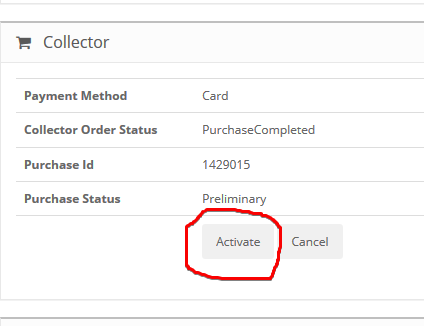 Collector
Payment Method Card
Collector Order Status PurchaseCompleted
Purchase Id 1429015
Purchase Status Preliminary
Activate Cancel